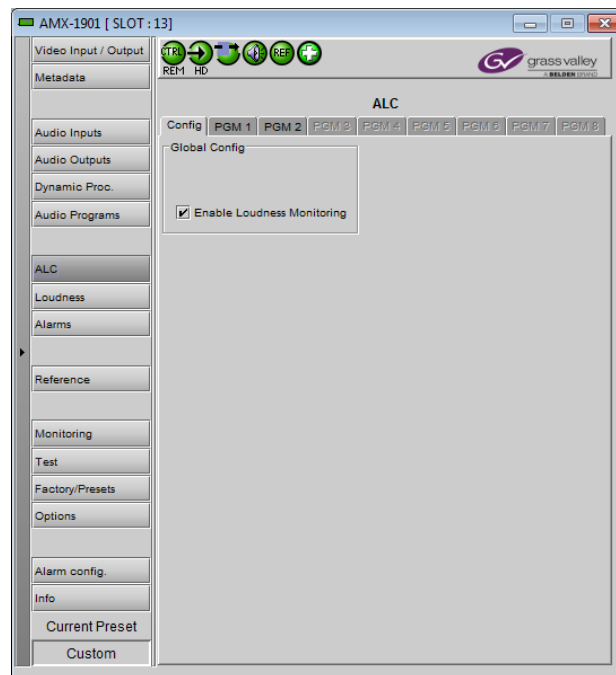 AMX-1901 [ SLOT : 13]
Video Input / Output
Metadata
Audio Inputs
Audio Outputs
Dynamic Proc.
Audio Programs
ALC
Loudness
Alarms
Reference
Monitoring
Test
Factory/Presets
Options
Alarm config.
Info
Current Preset
Custom
CTRL
REF
REM HD
grass valley
A BELDEN BRAND
ALC
Config PGM 1 PGM 2 PGM 3 PGM 4 PGM 5 PGM 6 PGM 7 PGM 8
Global Config
Enable Loudness Monitoring